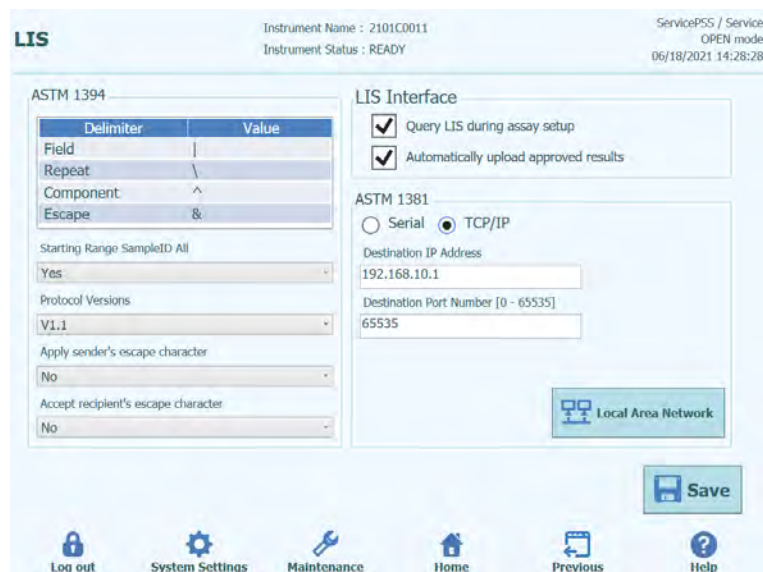 LIS
Instrument Name : 2101C0011
Instrument Status : READY
ServicePSS / Service
OPEN mode
06/18/2021 14:28:28
ASTM 1394
Delimiter Value
Field |
Repeat \
Component ^
Escape &
Starting Range SampleID All
Yes
Protocol Versions
V1.1
Apply sender's escape character
No
Accept recipient's escape character
No
LIS Interface
Query LIS during assay setup
Automatically upload approved results
ASTM 1381
Serial TCP/IP
Destination IP Address
192.168.10.1
Destination Port Number [0 - 65535]
65535
Local Area Network
Save
Log out System Settings Maintenance Home Previous Help